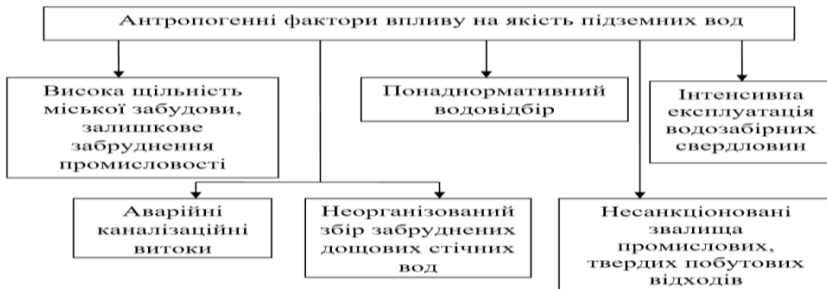 Антропогенні фактори впливу на якість підземних вод
Висока щільність
міської забудови,
залишкове
забруднення
промисловості
Понаднормативний
водовідбір
Інтенсивна
експлуатація
водозабірних
свердловин
Аварійні
каналізаційні
витоки
Неорганізований
збір забруднених
дощових стічних
вод
Несанкціоновані
звалища
промислових,
твердих побутових
відходів